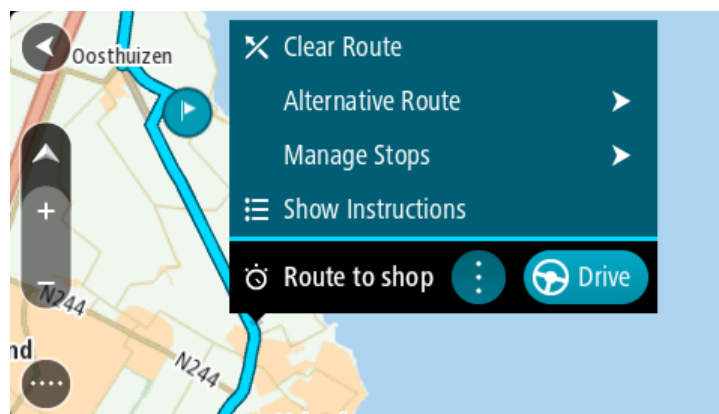 Oosthuizen
Clear Route
Alternative Route
Manage Stops
Show Instructions
Route to shop
Drive
N244
nd
N244